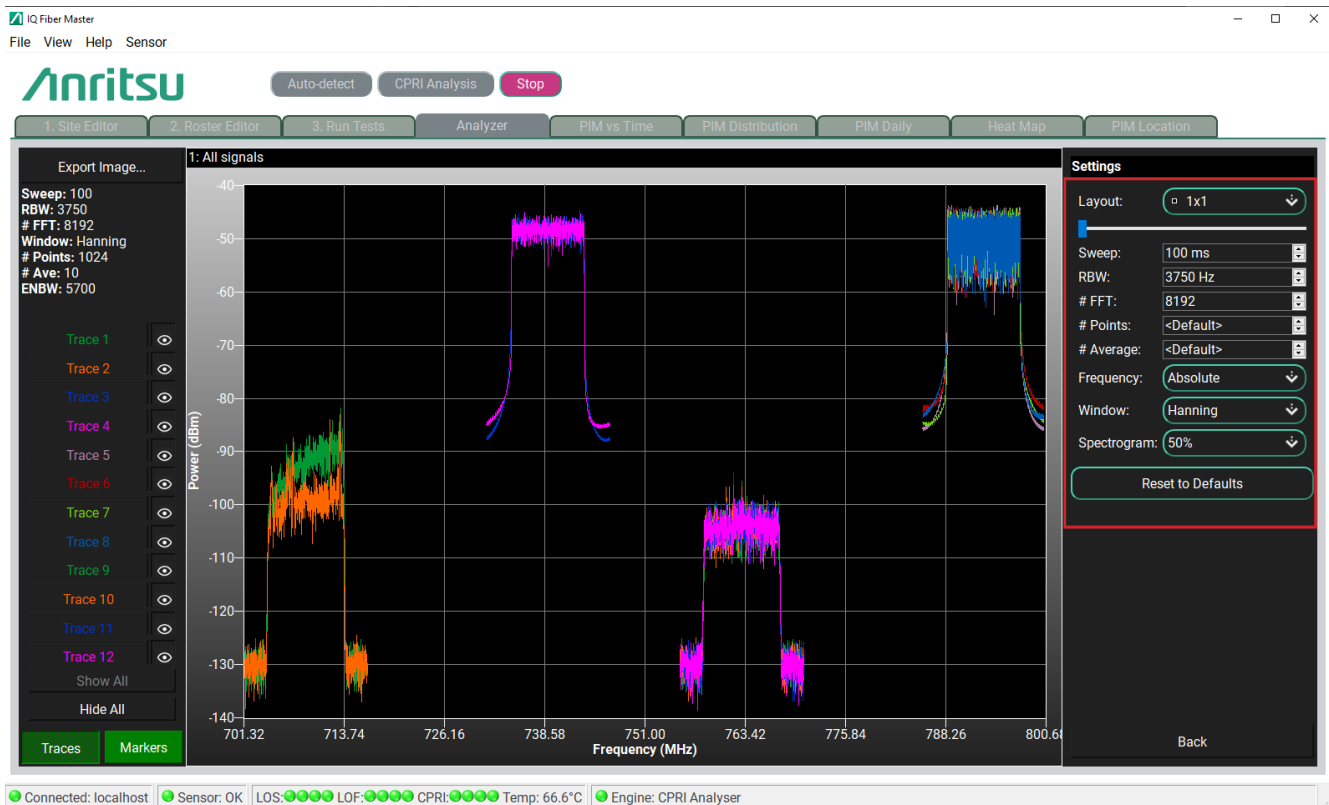 IQ Fiber Master
File View Help Sensor
Anritsu
Auto-detect CPRI Analysis Stop
1. Site Editor 2. Roster Editor 3. Run Tests Analyzer PIM vs Time PIM Distribution PIM Daily Heat Map PIM Location
Export Image...
Sweep: 100
RBW: 3750
# FFT: 8192
Window: Hanning
# Points: 1024
# Ave: 10
ENBW: 5700
Trace 1
Trace 2
Trace 3
Trace 4
Trace 5
Trace 6
Trace 7
Trace 8
Trace 9
Trace 10
Trace 11
Trace 12
Show All
Hide All
Traces Markers
1: All signals
Power (dBm)
-40
-50
-60
-70
-80
-90
-100
-110
-120
-130
-140
701.32 713.74 726.16 738.58 751.00 763.42 775.84 788.26 800.6
Frequency (MHz)
Settings
Layout: 1x1
Sweep: 100 ms
RBW: 3750 Hz
# FFT: 8192
# Points: <Default>
# Average: <Default>
Frequency: Absolute
Window: Hanning
Spectrogram: 50%
Reset to Defaults
Back
Connected: localhost Sensor: OK LOS: LOF: CPRI: Temp: 66.6°C Engine: CPRI Analyser